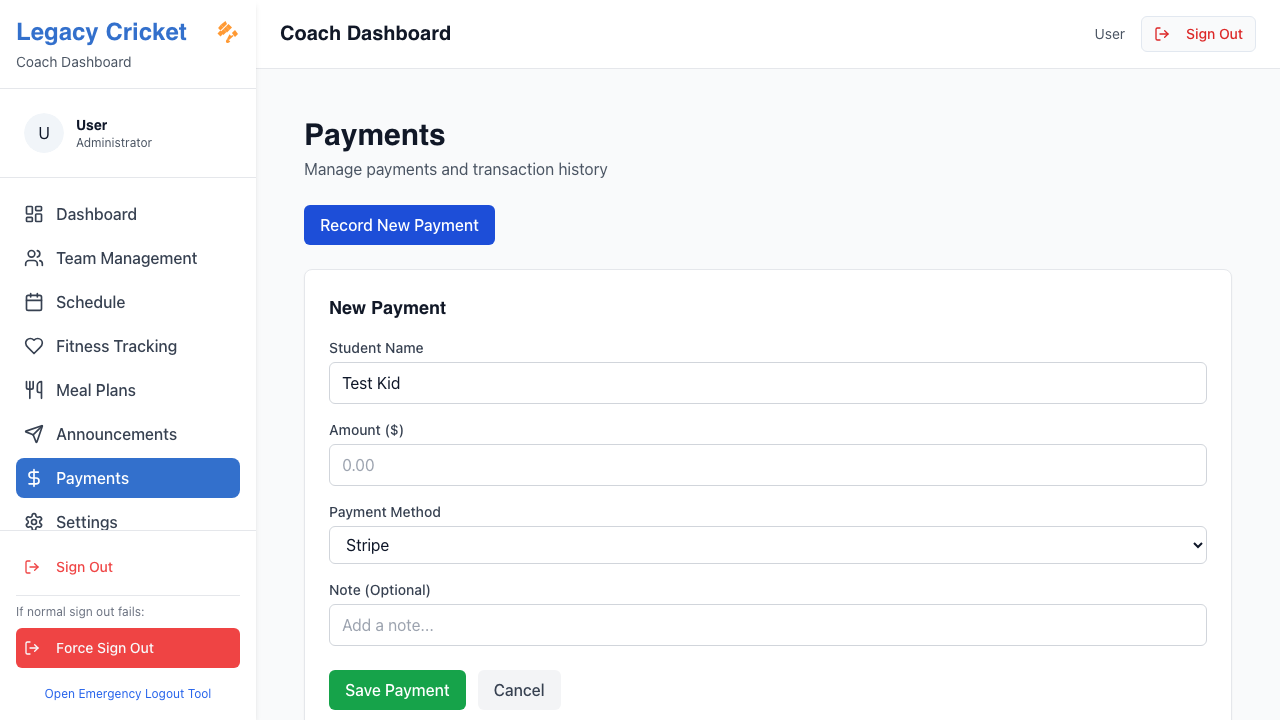 Legacy Cricket
Coach Dashboard
U
User
Administrator
Dashboard
Team Management
Schedule
Fitness Tracking
Meal Plans
Announcements
Payments
Settings
Sign Out
If normal sign out fails:
Force Sign Out
Open Emergency Logout Tool
Coach Dashboard
User
Sign Out
Payments
Manage payments and transaction history
Record New Payment
New Payment
Student Name
Test Kid
Amount ($)
0.00
Payment Method
Stripe
Note (Optional)
Add a note...
Save Payment
Cancel